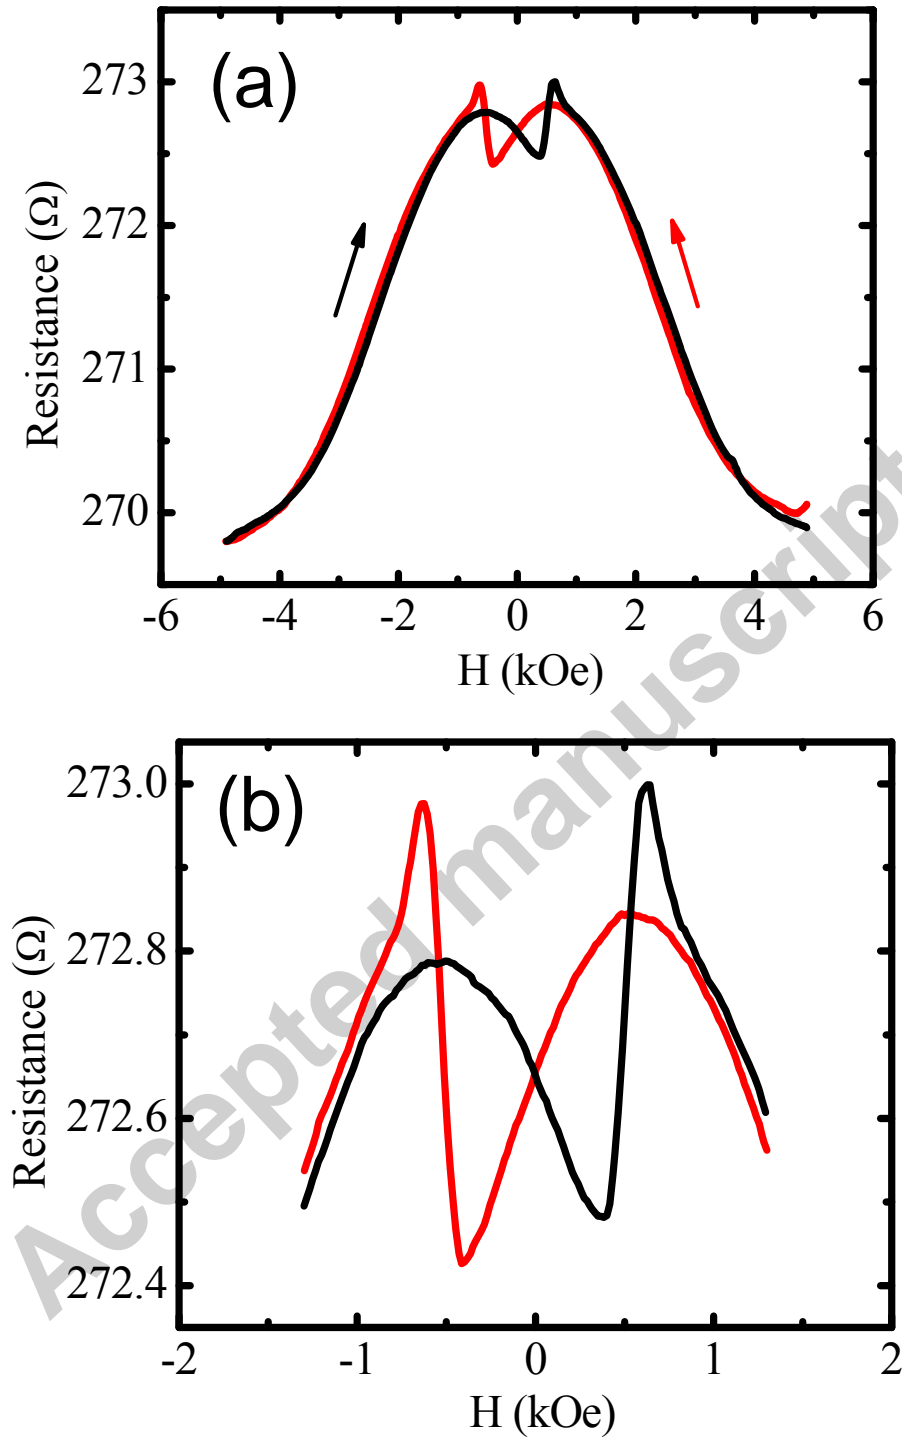 (a)
273
272
271
270
Resistance (Ω)
-6 -4 -2 0 2 4 6
H (kOe)
(b)
273.0
272.8
272.6
272.4
Resistance (Ω)
-2 -1 0 1 2
H (kOe)
Accepted manuscript